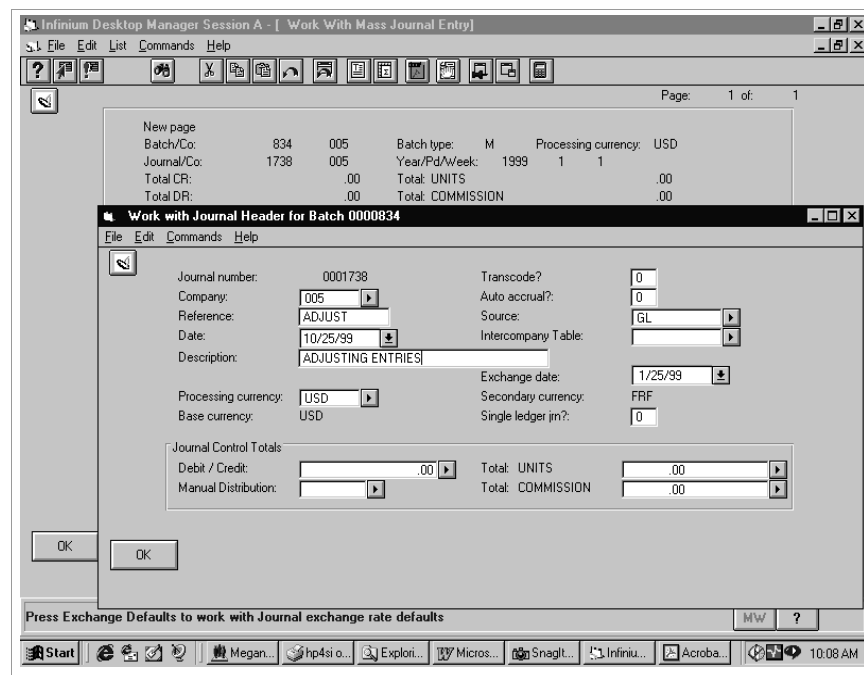 Infinium Desktop Manager Session A - [ Work With Mass Journal Entry]
File Edit List Commands Help
Page: 1 of: 1
New page
Batch/Co: 834 005 Batch type: M Processing currency: USD
Journal/Co: 1738 005 Year/Pd/Week: 1999 1 1
Total CR: .00 Total: UNITS .00
Total DR: .00 Total: COMMISSION .00
Work with Journal Header for Batch 0000834
File Edit Commands Help
Journal number: 0001738 Transcode? 0
Company: 005 Auto accrual?: 0
Reference: ADJUST Source: GL
Date: 10/25/99 Intercompany Table:
Description: ADJUSTING ENTRIES
Exchange date: 1/25/99
Processing currency: USD Secondary currency: FRF
Base currency: USD Single ledger jrn?: 0
Journal Control Totals
Debit / Credit: .00 Total: UNITS .00
Manual Distribution: Total: COMMISSION .00
OK
OK
Press Exchange Defaults to work with Journal exchange rate defaults MW ?
Start Megan... hp4si o... Explori... Micros... SnagIt... Infiniu... Acroba... 10:08 AM